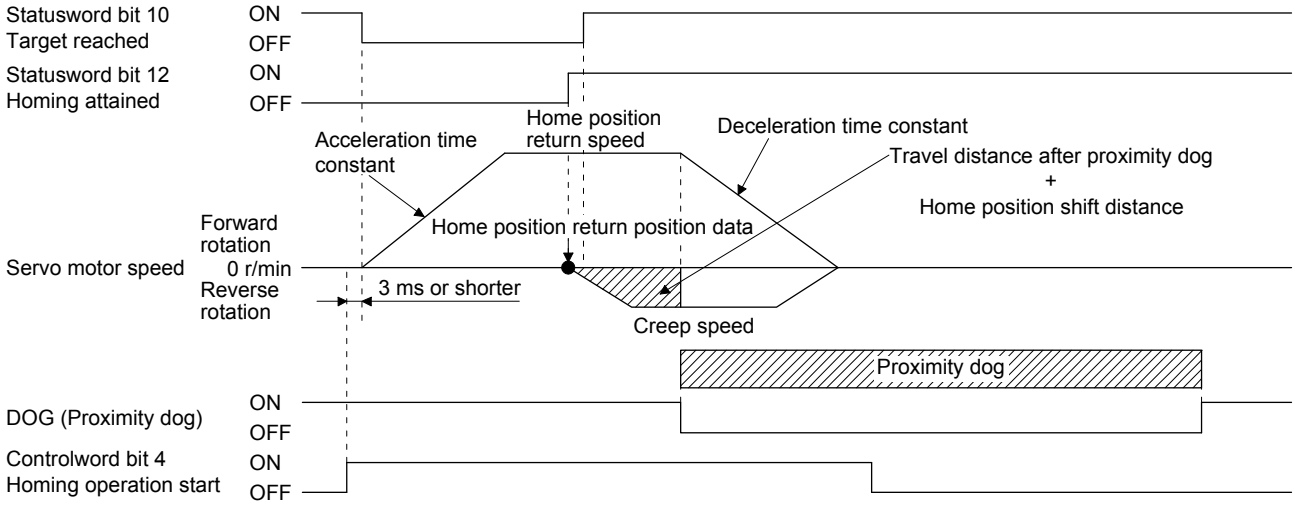 Statusword bit 10
Target reached
ON
OFF
Statusword bit 12
Homing attained
ON
OFF
Home position
return speed
Acceleration time
constant
Deceleration time constant
Travel distance after proximity dog
+
Home position shift distance
Home position return position data
Forward
rotation
Servo motor speed
0 r/min
Reverse
rotation
3 ms or shorter
Creep speed
Proximity dog
DOG (Proximity dog)
ON
OFF
Controlword bit 4
Homing operation start
ON
OFF